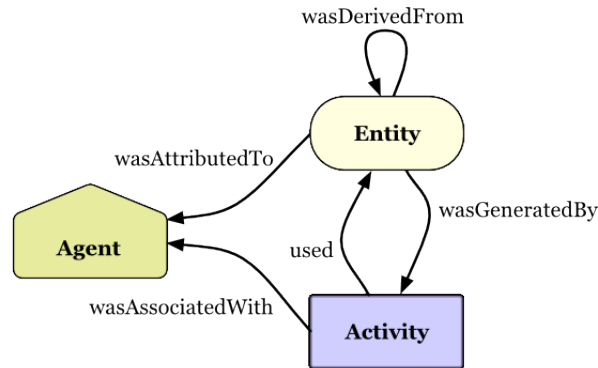 wasDerivedFrom
Entity
wasAttributedTo
wasGeneratedBy
Agent
used
wasAssociatedWith
Activity